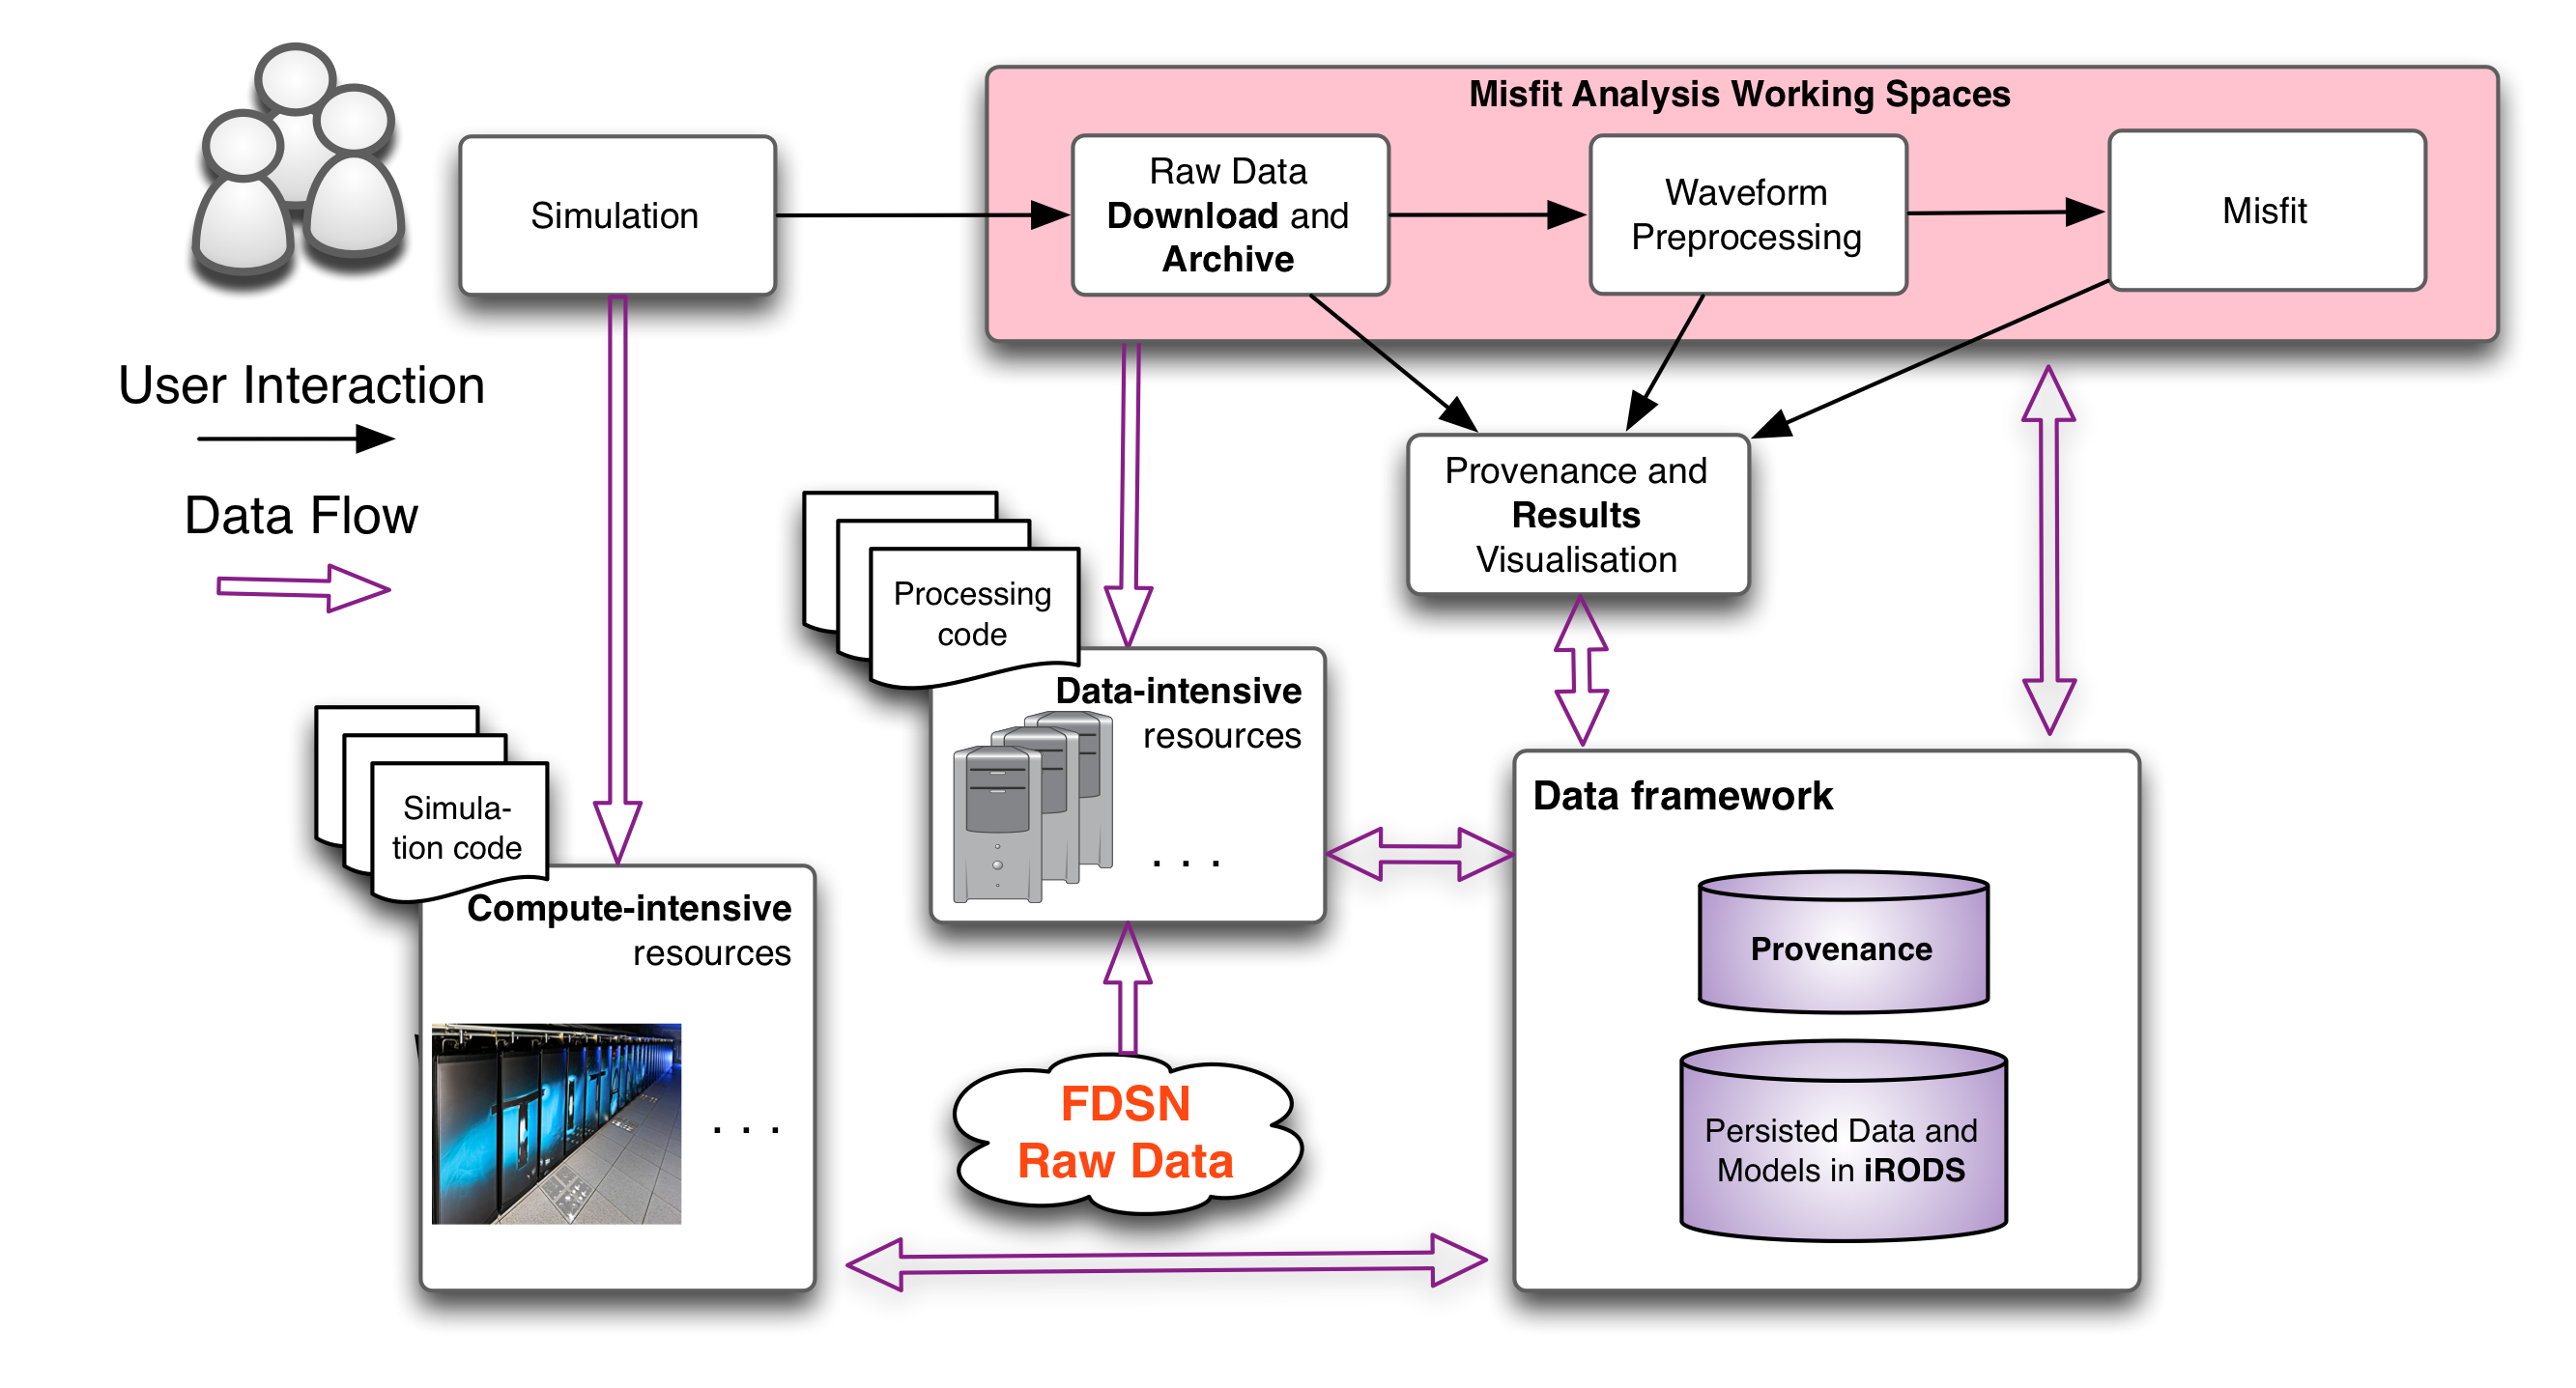 Misfit Analysis Working Spaces
Simulation
Raw Data
Download and
Archive
Waveform
Preprocessing
Misfit
User Interaction
Data Flow
Provenance and
Results
Visualisation
Processing
code
Data-intensive
resources
. . .
Simula-
tion code
Compute-intensive
resources
. . .
FDSN
Raw Data
Data framework
Provenance
Persisted Data and
Models in iRODS